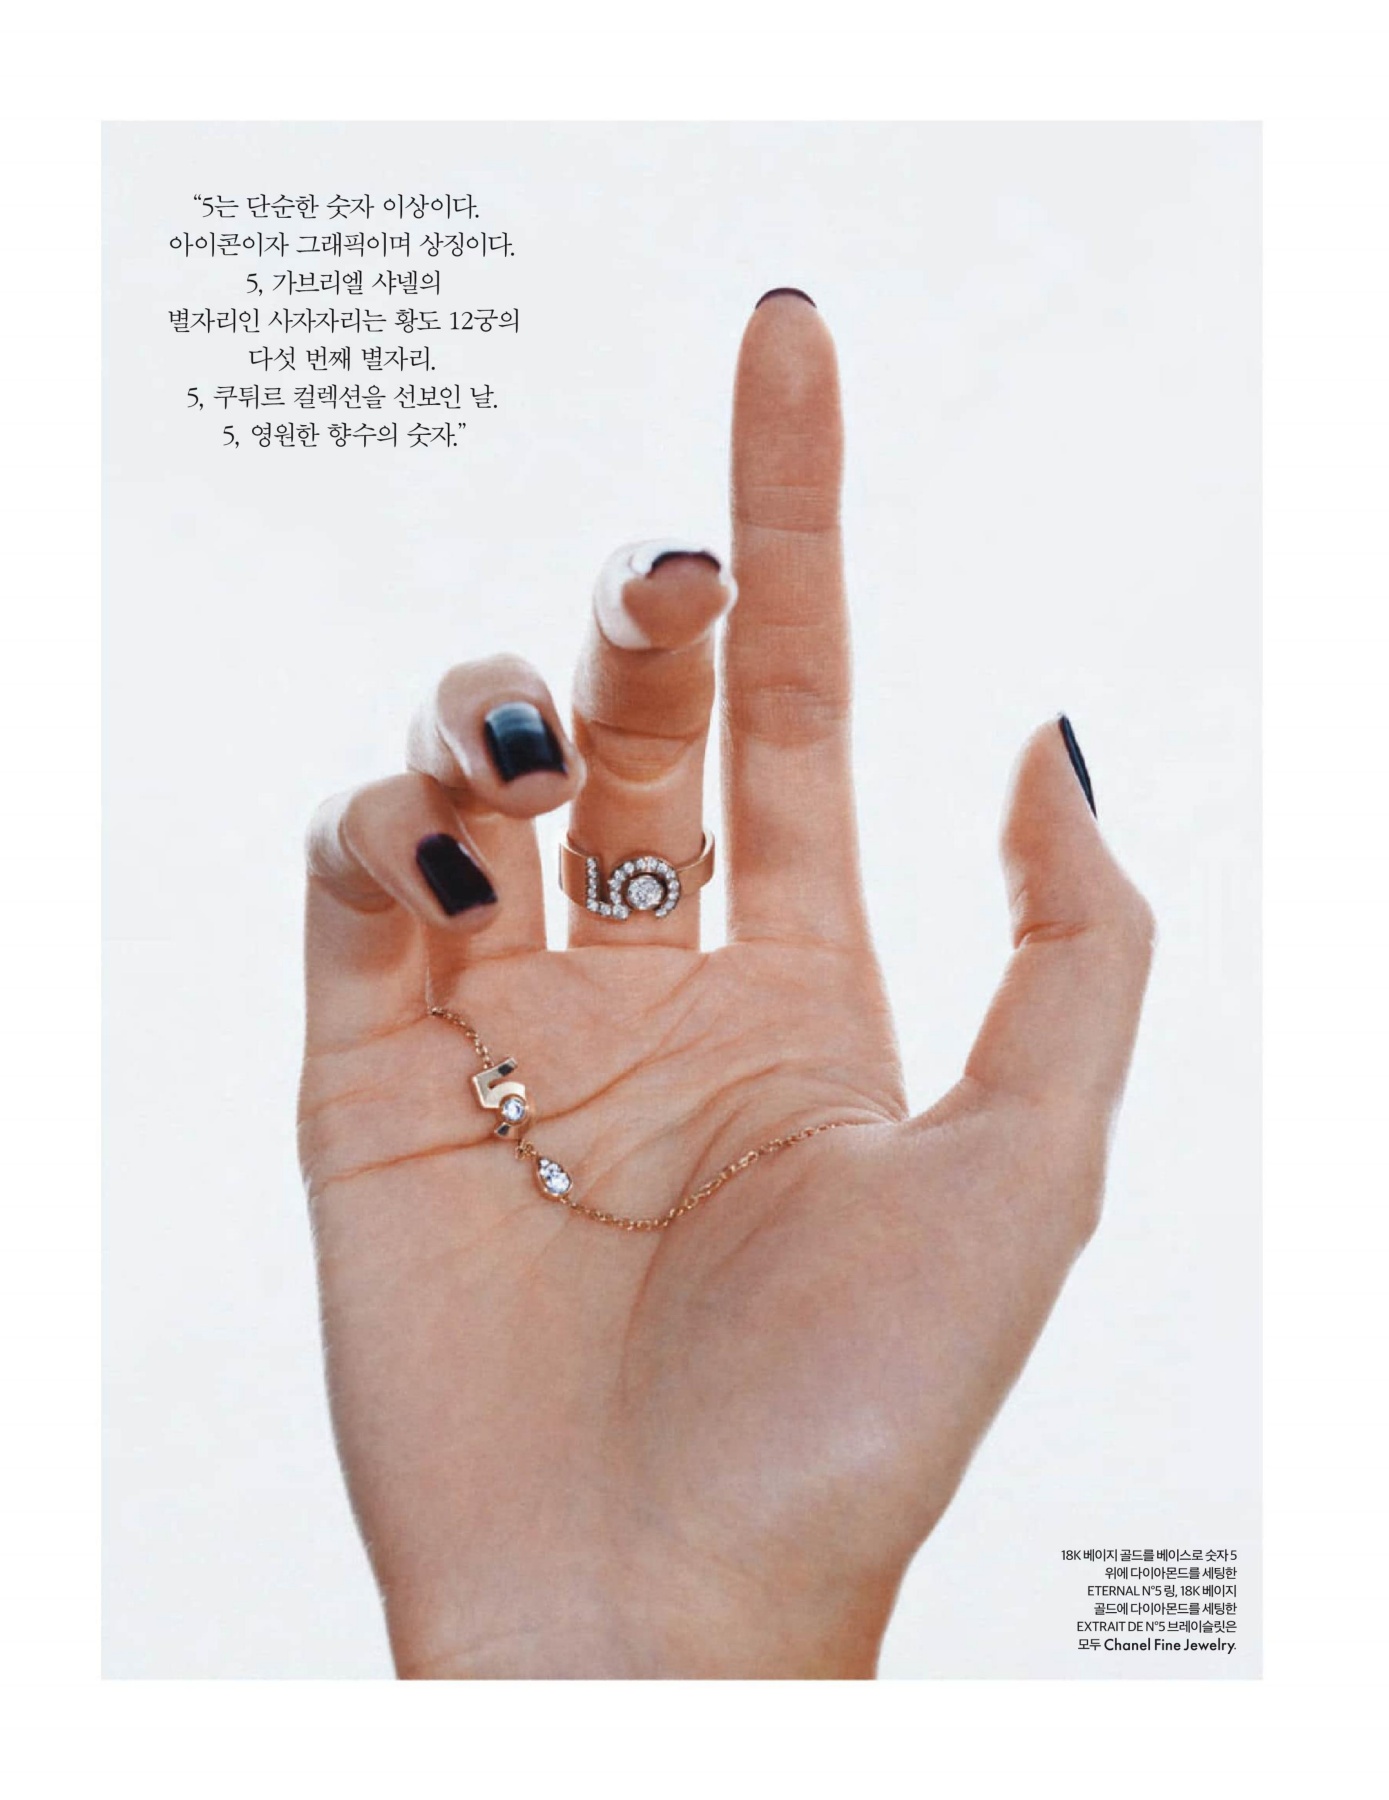 “5는 단순한 숫자 이상이다.
아이콘이자 그래픽이며 상징이다.
5, 가브리엘 샤넬의
별자리인 사자자리는 황도 12궁의
다섯 번째 별자리.
5, 쿠튀르 컬렉션을 선보인 날.
5, 영원한 향수의 숫자.”
5
5
18K 베이지 골드를 베이스로 숫자 5
위에 다이아몬드를 세팅한
ETERNAL N°5 링, 18K 베이지
골드에 다이아몬드를 세팅한
EXTRAIT DE N°5 브레이슬릿은
모두 Chanel Fine Jewelry.